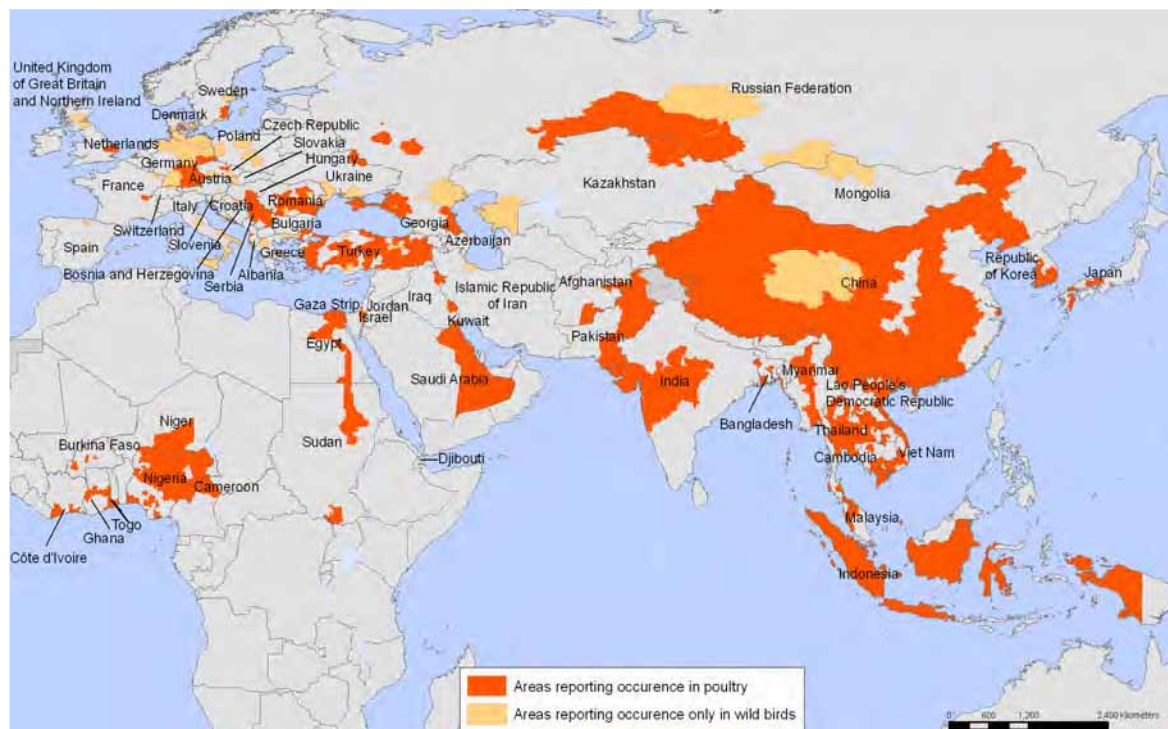 United Kingdom
of Great Britain
and Northern Ireland
Sweden
Denmark
Netherlands
Poland
Czech Republic
Slovakia
Hungary
Ukraine
Germany
Austria
France
Italy
Croatia
Romania
Switzerland
Slovenia
Bulgaria
Spain
Bosnia and Herzegovina
Serbia
Albania
Greece
Turkey
Georgia
Azerbaijan
Russian Federation
Kazakhstan
Mongolia
China
Republic
of Korea
Japan
Islamic Republic
of Iran
Afghanistan
Iraq
Jordan
Gaza Strip
Israel
Kuwait
Egypt
Pakistan
Saudi Arabia
India
Myanmar
Lao People's
Democratic Republic
Bangladesh
Thailand
Viet Nam
Cambodia
Malaysia
Indonesia
Niger
Sudan
Burkina Faso
Nigeria
Cameroon
Djibouti
Togo
Ghana
Côte d'Ivoire
Areas reporting occurence in poultry
Areas reporting occurence only in wild birds
0 600 1,200 2,400 Kilometers